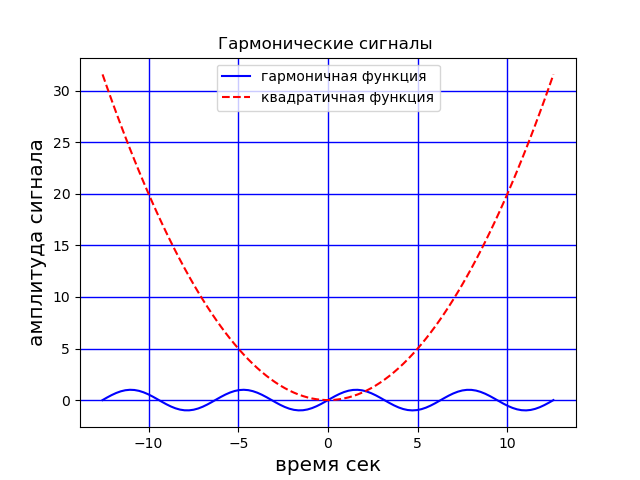 Гармонические сигналы
гармоничная функция
квадратичная функция
30
25
20
15
10
5
0
амплитуда сигнала
−10
−5
0
5
10
время сек